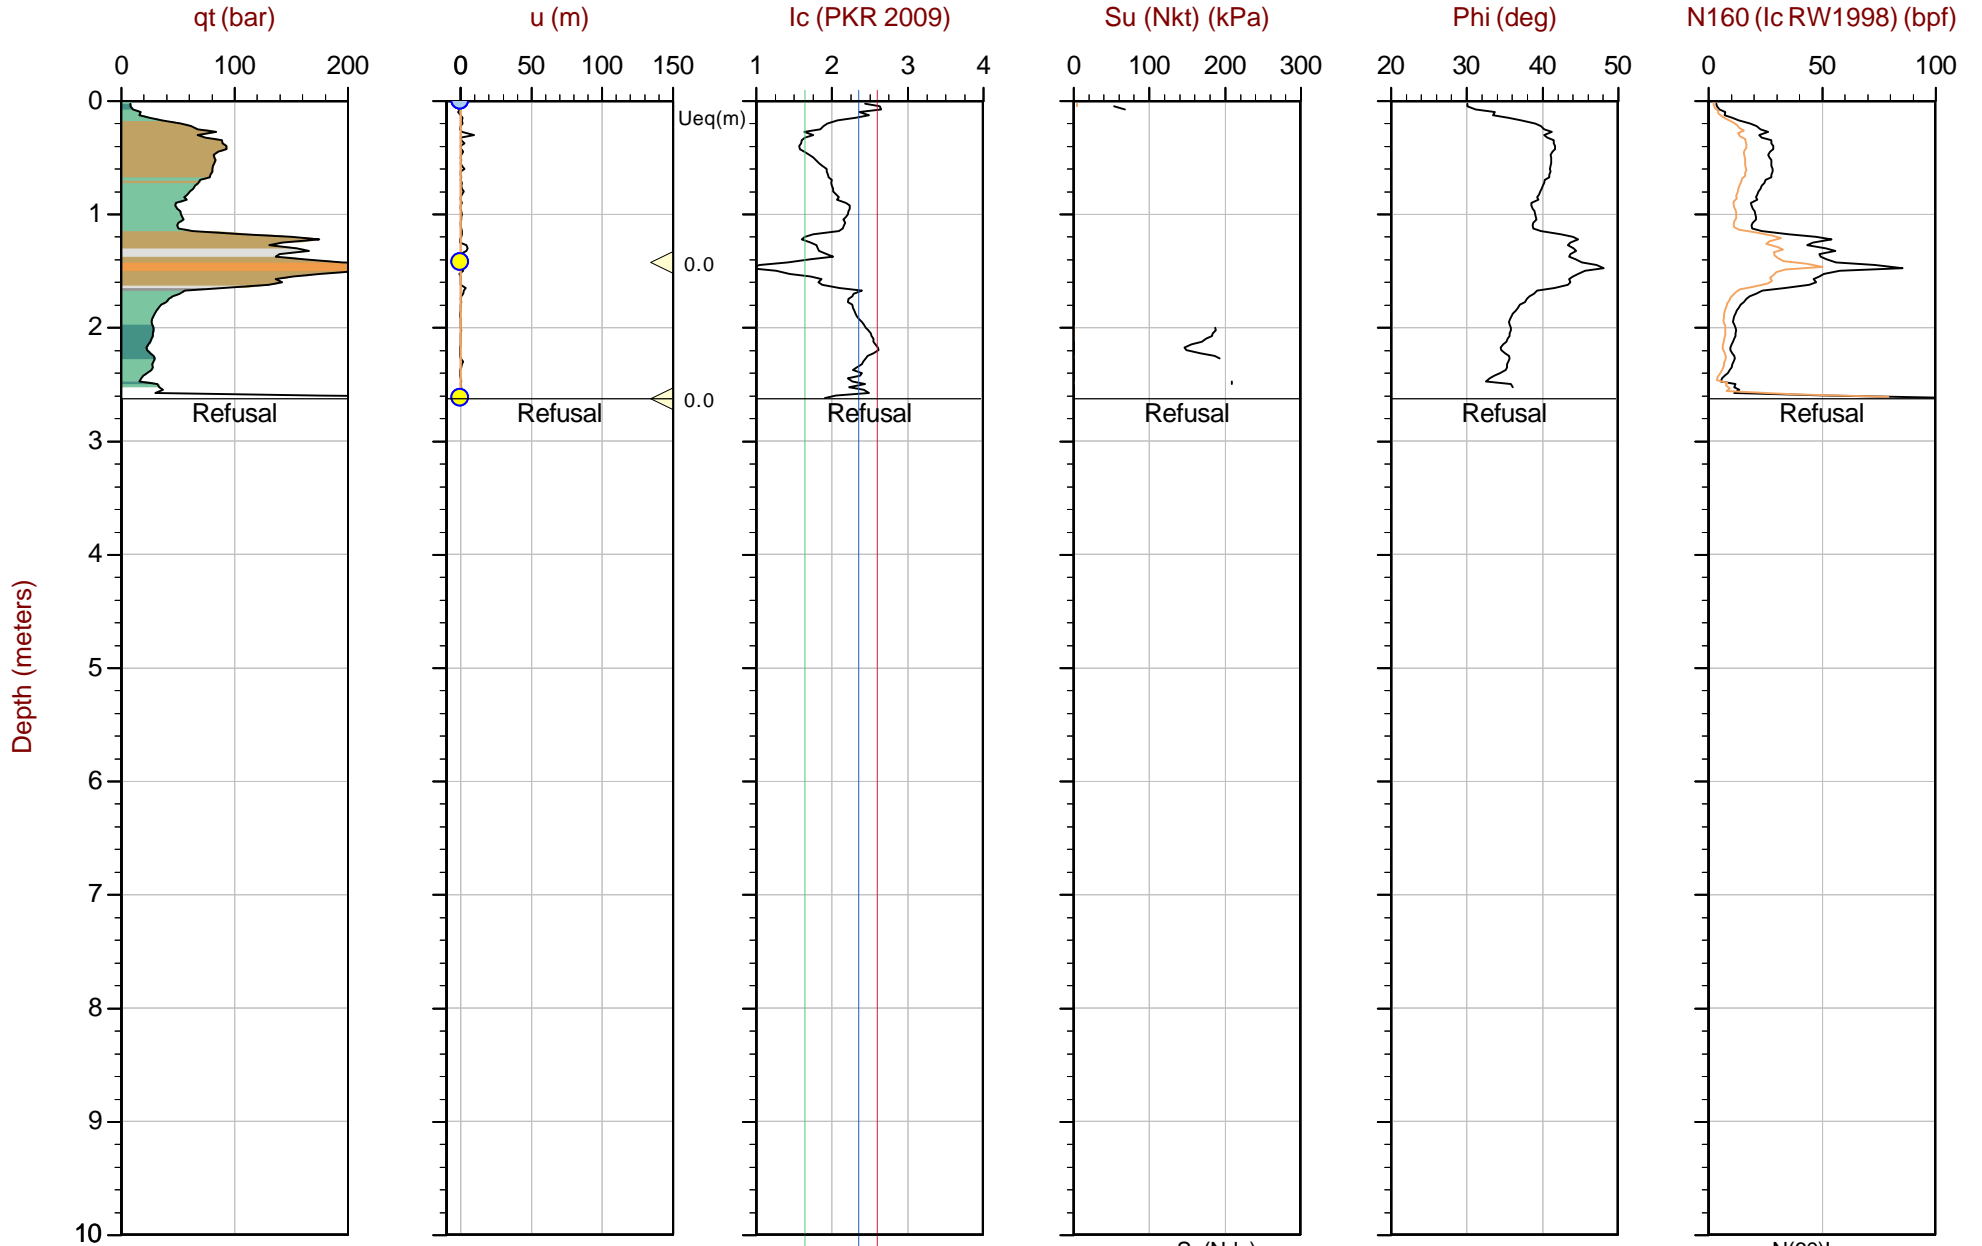 qt (bar) u (m) Ic (PKR 2009) Su (Nkt) (kPa) Phi (deg) N160 (Ic RW1998) (bpf)
0 100 200 0 50 100 150 1 2 3 4 0 100 200 300 20 30 40 50 0 50 100
0
Ueq(m)
1
0.0
2
0.0
Refusal Refusal Refusal Refusal Refusal Refusal
3
4
5
Depth (meters)
6
7
8
9
10